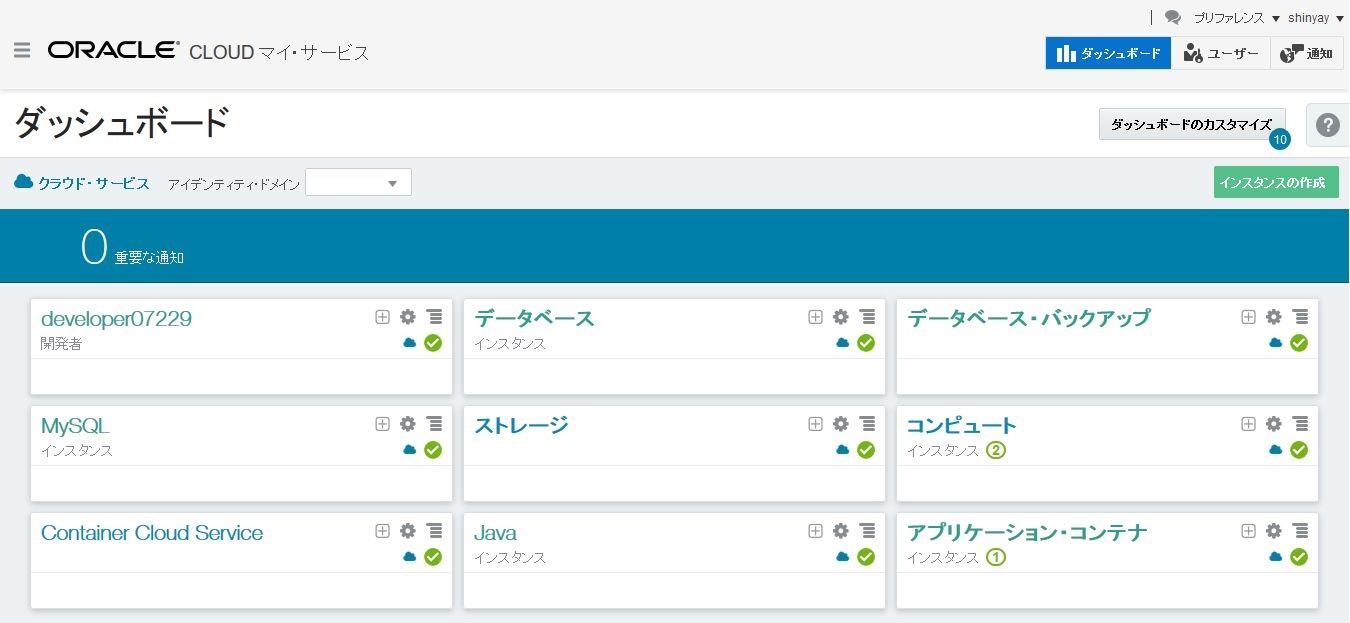 プリファレンス shinyay
ORACLE CLOUD マイ・サービス
ダッシュボード ユーザー 通知
ダッシュボード
ダッシュボードのカスタマイズ
10
?
クラウド・サービス アイデンティティ・ドメイン
インスタンスの作成
0 重要な通知
developer07229
開発者
データベース
インスタンス
データベース・バックアップ
MySQL
インスタンス
ストレージ
コンピュート
インスタンス 2
Container Cloud Service
Java
インスタンス
アプリケーション・コンテナ
インスタンス 1